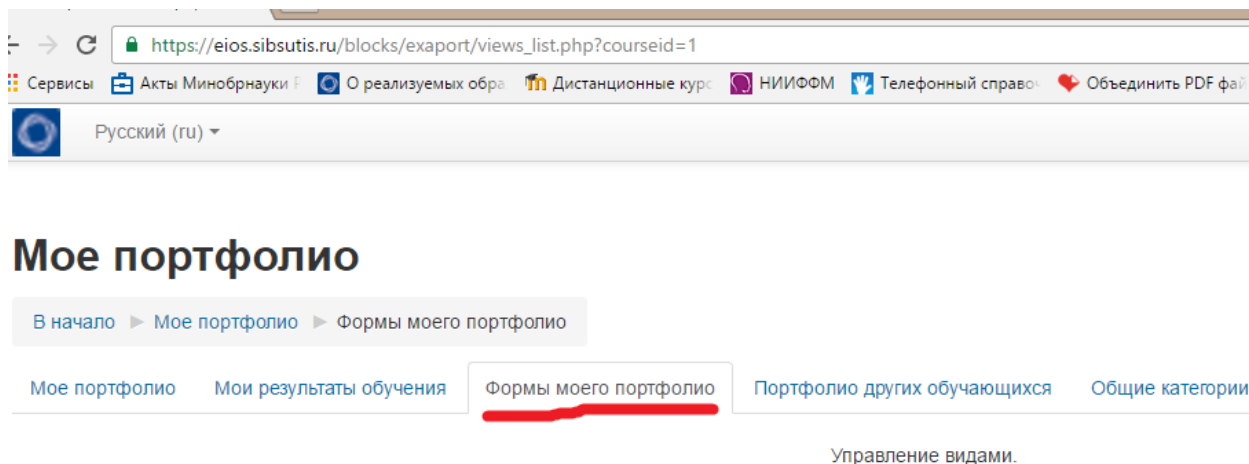 https://eios.sibsutis.ru/blocks/exaport/views_list.php?courseid=1
Сервисы Акты Минобрнауки О реализуемых обра Дистанционные курс НИИФФМ Телефонный справоч Объединить PDF фай
Русский (ru)
Мое портфолио
В начало Мое портфолио Формы моего портфолио
Мое портфолио Мои результаты обучения Формы моего портфолио Портфолио других обучающихся Общие категории
Управление видами.